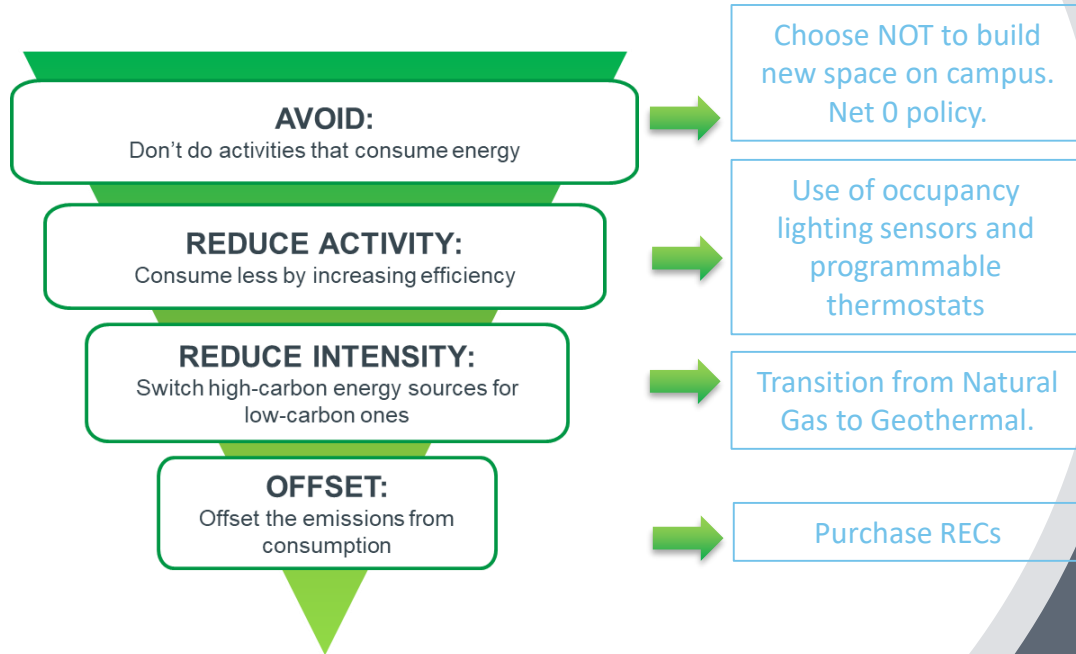 AVOID:
Don't do activities that consume energy
Choose NOT to build
new space on campus.
Net 0 policy.
REDUCE ACTIVITY:
Consume less by increasing efficiency
Use of occupancy
lighting sensors and
programmable
thermostats
REDUCE INTENSITY:
Switch high-carbon energy sources for
low-carbon ones
Transition from Natural
Gas to Geothermal.
OFFSET:
Offset the emissions from
consumption
Purchase RECs